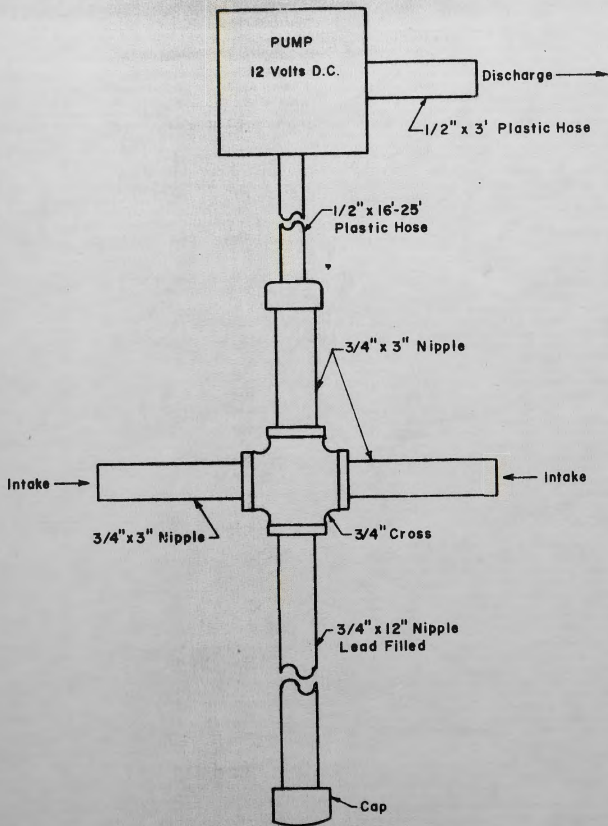 PUMP
12 Volts D.C.
Discharge
1/2" x 3' Plastic Hose
1/2" x 16'-25'
Plastic Hose
3/4" x 3" Nipple
Intake
Intake
3/4" x 3" Nipple
3/4" Cross
3/4" x 12" Nipple
Lead Filled
Cap